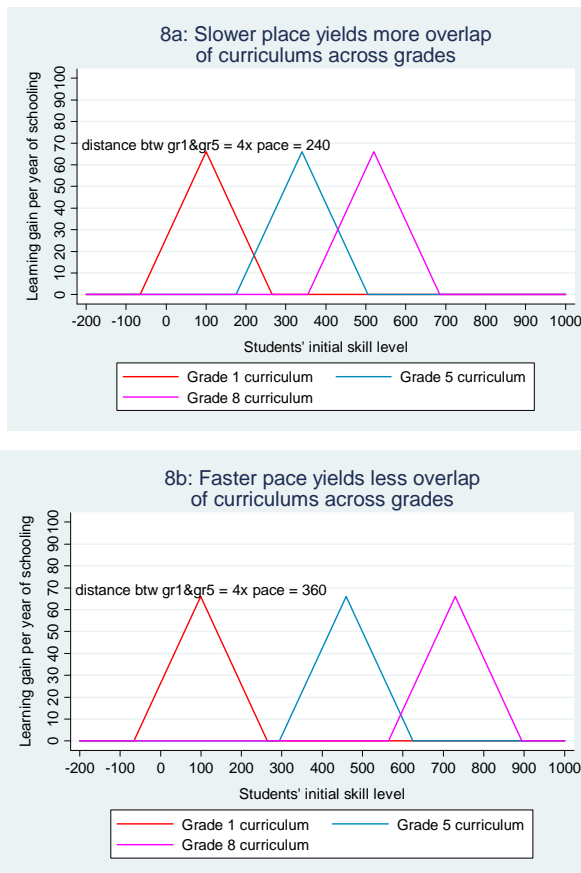 8a: Slower place yields more overlap
of curriculums across grades
Learning gain per year of schooling
0 10 20 30 40 50 60 70 80 90 100
distance btw gr1&gr5 = 4x pace = 240
-200 -100 0 100 200 300 400 500 600 700 800 900 1000
Students' initial skill level
Grade 1 curriculum Grade 5 curriculum
Grade 8 curriculum
8b: Faster pace yields less overlap
of curriculums across grades
Learning gain per year of schooling
0 10 20 30 40 50 60 70 80 90 100
distance btw gr1&gr5 = 4x pace = 360
-200 -100 0 100 200 300 400 500 600 700 800 900 1000
Students' initial skill level
Grade 1 curriculum Grade 5 curriculum
Grade 8 curriculum